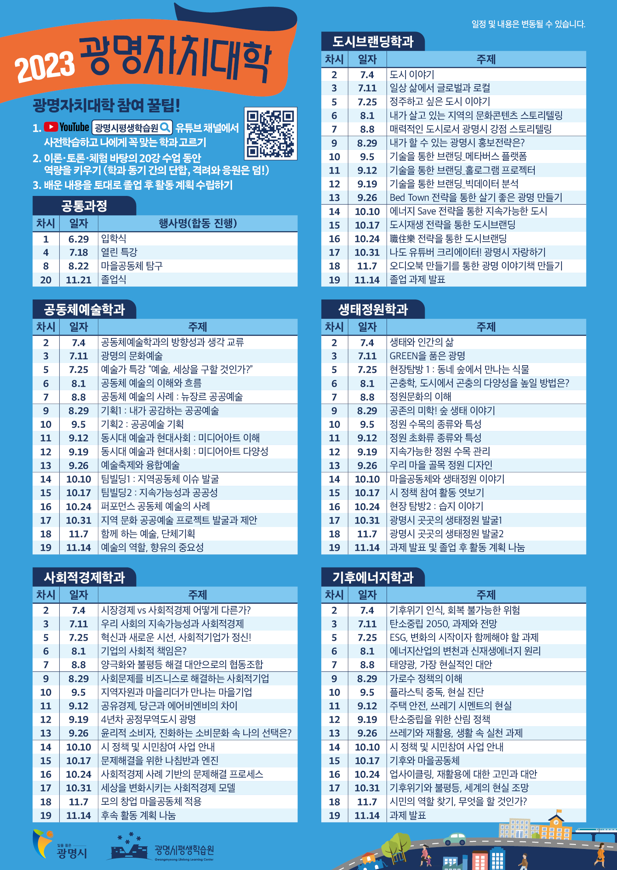 일정 및 내용은 변동될 수 있습니다.
2023 광명자치대학
광명자치대학 참여 꿀팁!
1. YouTube 광명시평생학습원 유튜브 채널에서
사전학습하고 나에게 꼭 맞는 학과 고르기
2. 이론·토론·체험 바탕의 20강 수업 동안
역량을 키우기 (학과 동기 간의 단합, 격려와 응원은 덤!)
3. 배운 내용을 토대로 졸업 후 활동 계획 수립하기
공통과정
차시 일자 행사명(합동 진행)
1 6.29 입학식
4 7.18 열린 특강
8 8.22 마을공동체 탐구
20 11.21 졸업식
도시브랜딩학과
차시 일자 주제
2 7.4 도시 이야기
3 7.11 일상 삶에서 글로벌과 로컬
5 7.25 정주하고 싶은 도시 이야기
6 8.1 내가 살고 있는 지역의 문화콘텐츠 스토리텔링
7 8.8 매력적인 도시로서 광명시 강점 스토리텔링
9 8.29 내가 할 수 있는 광명시 홍보전략은?
10 9.5 기술을 통한 브랜딩_메타버스 플랫폼
11 9.12 기술을 통한 브랜딩_홀로그램 프로젝터
12 9.19 기술을 통한 브랜딩_빅데이터 분석
13 9.26 Bed Town 전략을 통한 살기 좋은 광명 만들기
14 10.10 에너지 Save 전략을 통한 지속가능한 도시
15 10.17 도시재생 전략을 통한 도시브랜딩
16 10.24 職住樂 전략을 통한 도시브랜딩
17 10.31 나도 유튜버 크리에이터! 광명시 자랑하기
18 11.7 오디오북 만들기를 통한 광명 이야기책 만들기
19 11.14 졸업 과제 발표
공동체예술학과
차시 일자 주제
2 7.4 공동체예술학과의 방향성과 생각 교류
3 7.11 광명의 문화예술
5 7.25 예술가 특강 "예술, 세상을 구할 것인가?"
6 8.1 공동체 예술의 이해와 흐름
7 8.8 공동체 예술의 사례 : 뉴장르 공공예술
9 8.29 기획1 : 내가 공감하는 공공예술
10 9.5 기획2 : 공공예술 기획
11 9.12 동시대 예술과 현대사회 : 미디어아트 이해
12 9.19 동시대 예술과 현대사회 : 미디어아트 다양성
13 9.26 예술축제와 융합예술
14 10.10 팀빌딩1 : 지역공동체 이슈 발굴
15 10.17 팀빌딩2 : 지속가능성과 공공성
16 10.24 퍼포먼스 공동체 예술의 사례
17 10.31 지역 문화 공공예술 프로젝트 발굴과 제안
18 11.7 함께 하는 예술, 단체기획
19 11.14 예술의 역할, 향유의 중요성
생태정원학과
차시 일자 주제
2 7.4 생태와 인간의 삶
3 7.11 GREEN을 품은 광명
5 7.25 현장탐방 1 : 동네 숲에서 만나는 식물
6 8.1 곤충학, 도시에서 곤충의 다양성을 높일 방법은?
7 8.8 정원문화의 이해
9 8.29 공존의 미학! 숲 생태 이야기
10 9.5 정원 수목의 종류와 특성
11 9.12 정원 초화류 종류와 특성
12 9.19 지속가능한 정원 수목 관리
13 9.26 우리 마을 골목 정원 디자인
14 10.10 마을공동체와 생태정원 이야기
15 10.17 시 정책 참여 활동 엿보기
16 10.24 현장 탐방2 : 습지 이야기
17 10.31 광명시 곳곳의 생태정원 발굴1
18 11.7 광명시 곳곳의 생태정원 발굴2
19 11.14 과제 발표 및 졸업 후 활동 계획 나눔
사회적경제학과
차시 일자 주제
2 7.4 시장경제 vs 사회적경제 어떻게 다른가?
3 7.11 우리 사회의 지속가능성과 사회적경제
5 7.25 혁신과 새로운 시선, 사회적기업가 정신!
6 8.1 기업의 사회적 책임은?
7 8.8 양극화와 불평등 해결 대안으로의 협동조합
9 8.29 사회문제를 비즈니스로 해결하는 사회적기업
10 9.5 지역자원과 마을리더가 만나는 마을기업
11 9.12 공유경제, 당근과 에어비엔비의 차이
12 9.19 4년차 공정무역도시 광명
13 9.26 윤리적 소비자, 진화하는 소비문화 속 나의 선택은?
14 10.10 시 정책 및 시민참여 사업 안내
15 10.17 문제해결을 위한 나침반과 엔진
16 10.24 사회적경제 사례 기반의 문제해결 프로세스
17 10.31 세상을 변화시키는 사회적경제 모델
18 11.7 모의 창업 마을공동체 적용
19 11.14 후속 활동 계획 나눔
기후에너지학과
차시 일자 주제
2 7.4 기후위기 인식, 회복 불가능한 위험
3 7.11 탄소중립 2050, 과제와 전망
5 7.25 ESG, 변화의 시작이자 함께해야 할 과제
6 8.1 에너지산업의 변천과 신재생에너지 원리
7 8.8 태양광, 가장 현실적인 대안
9 8.29 가로수 정책의 이해
10 9.5 플라스틱 중독, 현실 진단
11 9.12 주택 안전, 쓰레기 시멘트의 현실
12 9.19 탄소중립을 위한 산림 정책
13 9.26 쓰레기와 재활용, 생활 속 실천 과제
14 10.10 시 정책 및 시민참여 사업 안내
15 10.17 기후와 마을공동체
16 10.24 업사이클링, 재활용에 대한 고민과 대안
17 10.31 기후위기와 불평등, 세계의 현실 조망
18 11.7 시민의 역할 찾기, 무엇을 할 것인가?
19 11.14 과제 발표
광명시
광명시평생학습원
Gwangmyeong Lifelong Learning Center